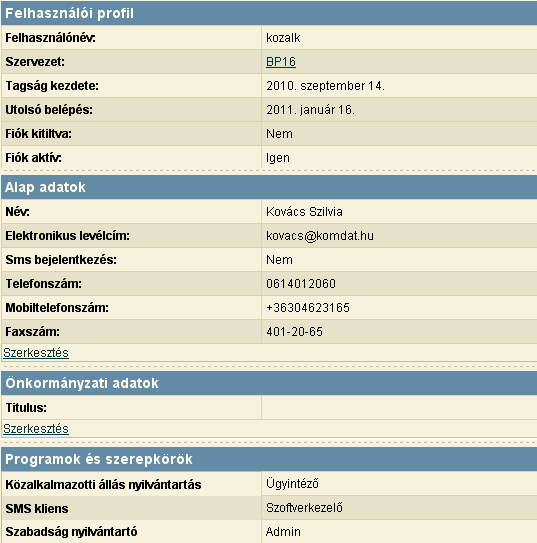 Felhasználói profil
Felhasználónév: kozalk
Szervezet: BP16
Tagság kezdete: 2010. szeptember 14.
Utolsó belépés: 2011. január 16.
Fiók kitiltva: Nem
Fiók aktív: Igen
Alap adatok
Név: Kovács Szilvia
Elektronikus levélcím: kovacs@komdat.hu
Sms bejelentkezés: Nem
Telefonszám: 0614012060
Mobiltelefonszám: +36304623165
Faxszám: 401-20-65
Szerkesztés
Önkormányzati adatok
Titulus:
Szerkesztés
Programok és szerepkörök
Közalkalmazotti állás nyilvántartás Ügyintéző
SMS kliens Szoftverkezelő
Szabadság nyilvántartó Admin